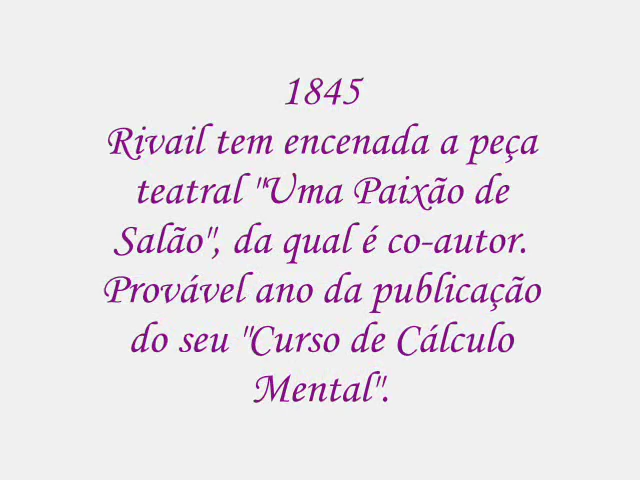 1845
Rivail tem encenada a peça
teatral "Uma Paixão de
Salão", da qual é co-autor.
Provável ano da publicação
do seu "Curso de Cálculo
Mental".